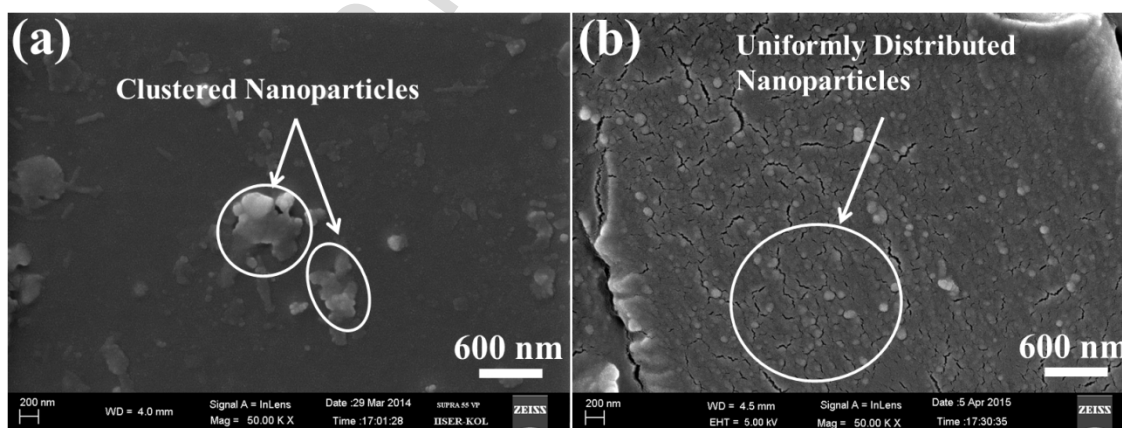 (a)
Clustered Nanoparticles
600 nm
200 nm
WD = 4.0 mm
Signal A = InLens
Mag = 50.00 K X
Date :29 Mar 2014
Time :17:01:28
SUPRA 55 VP
IISER-KOL
ZEISS
(b)
Uniformly Distributed
Nanoparticles
600 nm
200 nm
WD = 4.5 mm
EHT = 5.00 kV
Signal A = InLens
Mag = 50.00 K X
Date :5 Apr 2015
Time :17:30:35
ZEISS